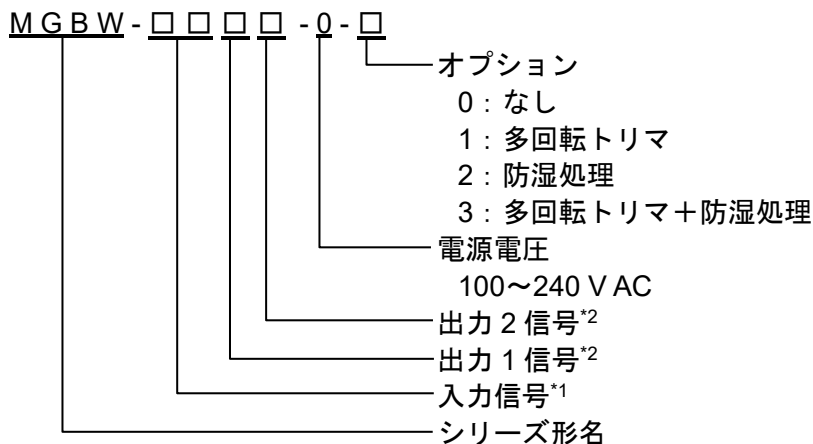 MGBW-□□□□-0-□
オプション
0：なし
1：多回転トリマ
2：防湿処理
3：多回転トリマ＋防湿処理
電源電圧
100～240 V AC
出力 2 信号*2
出力 1 信号*2
入力信号*1
シリーズ形名